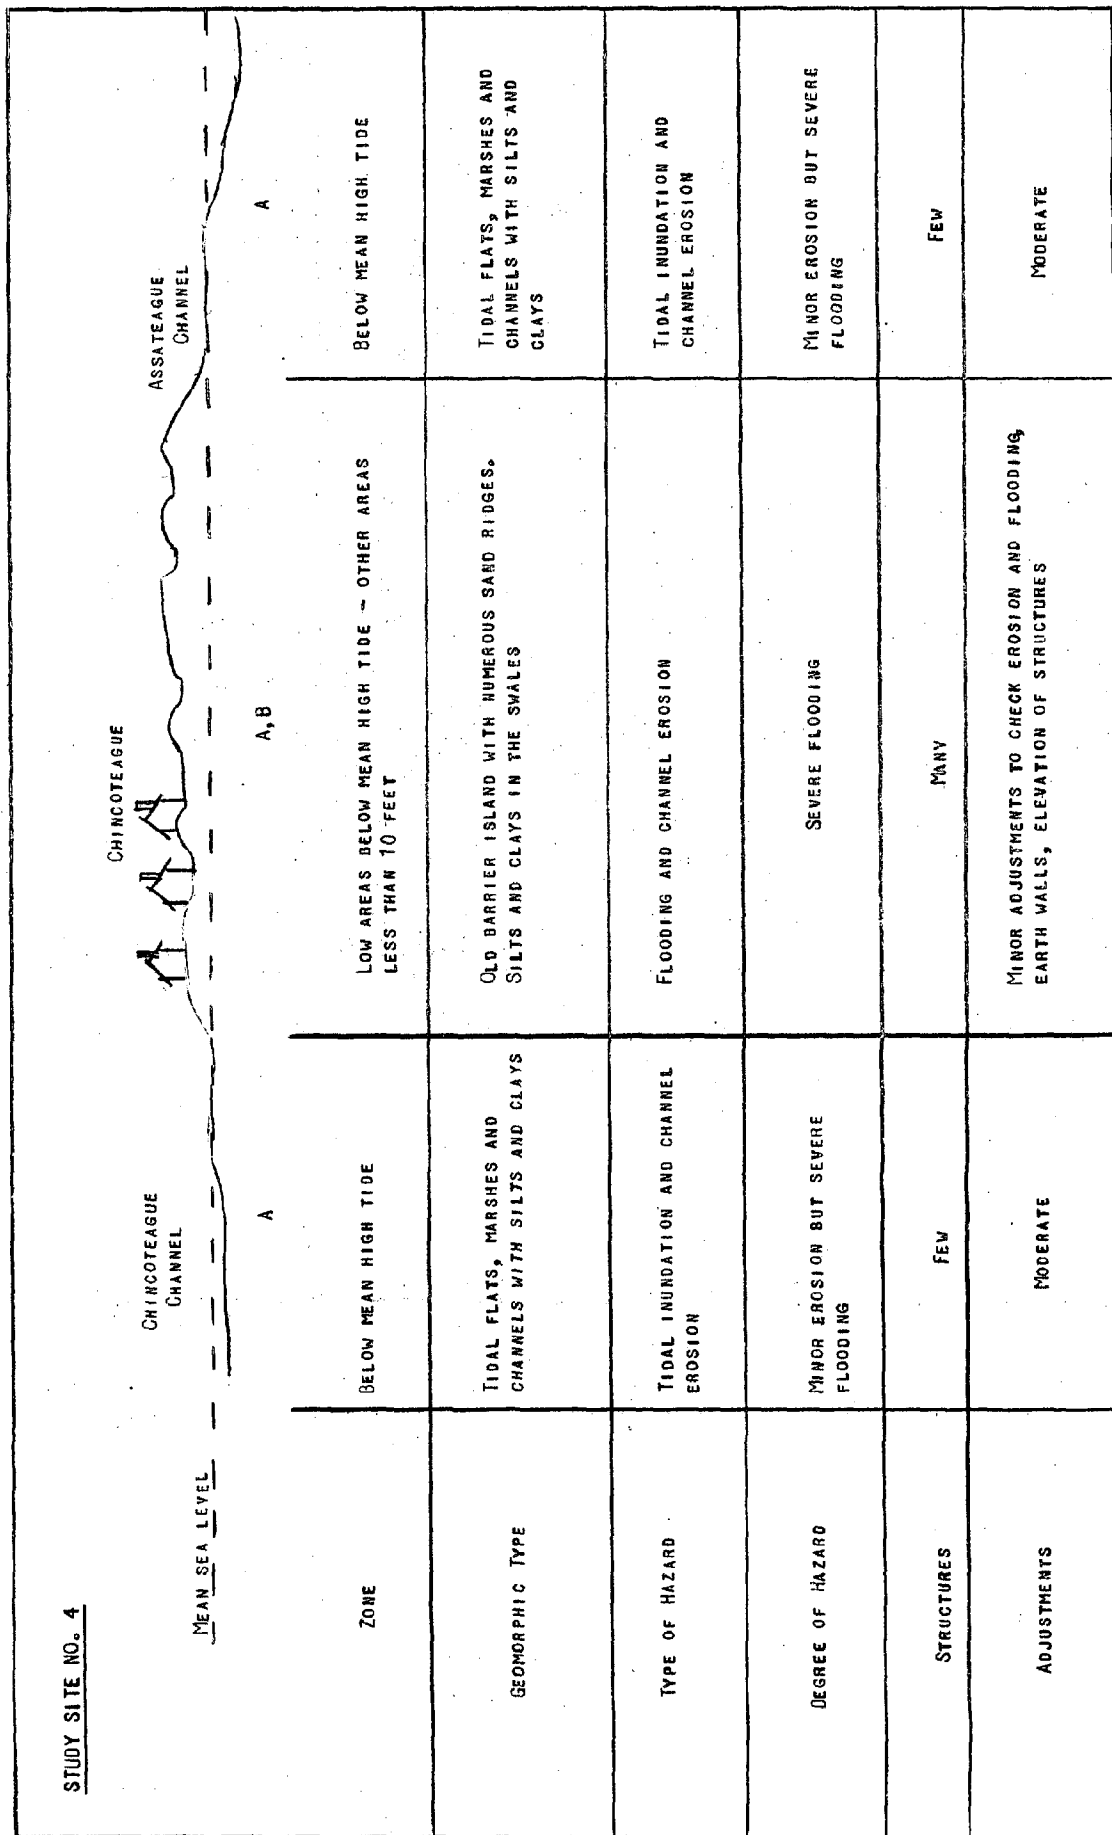 STUDY SITE NO. 4
CHINCOTEAGUE
CHANNEL
CHINCOTEAGUE
ASSATEAGUE
CHANNEL
MEAN SEA LEVEL
A
A,B
A
ZONE
BELOW MEAN HIGH TIDE
LOW AREAS BELOW MEAN HIGH TIDE - OTHER AREAS
LESS THAN 10 FEET
BELOW MEAN HIGH TIDE
GEOMORPHIC TYPE
TIDAL FLATS, MARSHES AND
CHANNELS WITH SILTS AND CLAYS
OLD BARRIER ISLAND WITH NUMEROUS SAND RIDGES.
SILTS AND CLAYS IN THE SWALES
TIDAL FLATS, MARSHES AND
CHANNELS WITH SILTS AND
CLAYS
TYPE OF HAZARD
TIDAL INUNDATION AND CHANNEL
EROSION
FLOODING AND CHANNEL EROSION
TIDAL INUNDATION AND
CHANNEL EROSION
DEGREE OF HAZARD
MINOR EROSION BUT SEVERE
FLOODING
SEVERE FLOODING
MINOR EROSION BUT SEVERE
FLOODING
STRUCTURES
FEW
MANY
FEW
ADJUSTMENTS
MODERATE
MINOR ADJUSTMENTS TO CHECK EROSION AND FLOODING,
EARTH WALLS, ELEVATION OF STRUCTURES
MODERATE